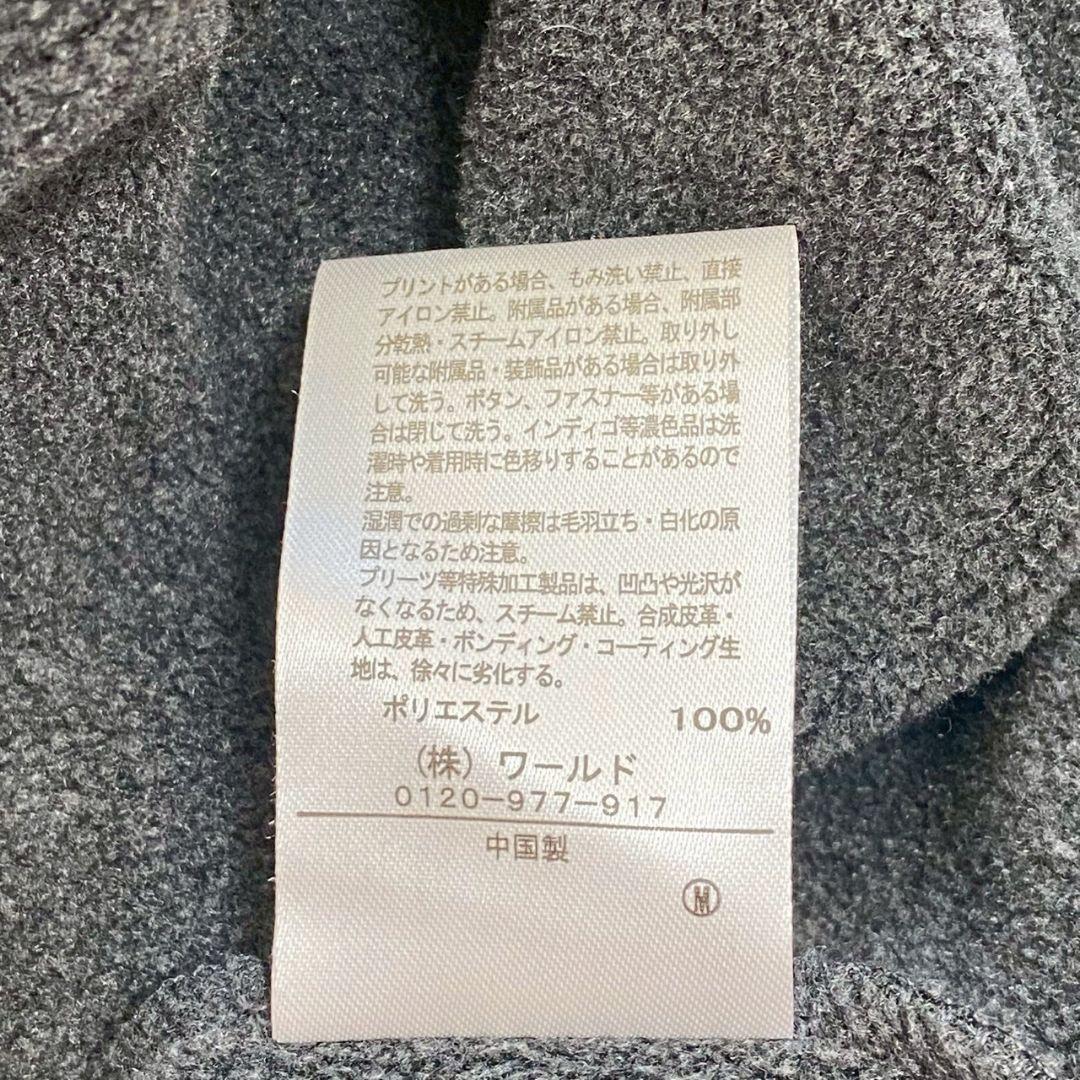 プリントがある場合、もみ洗い禁止、直接
アイロン禁止。附属品がある場合、附属部
分乾熱・スチームアイロン禁止。取り外し
可能な附属品・装飾品がある場合は取り外
して洗う。ボタン、ファスナー等がある場
合は閉じて洗う。インディゴ等濃色品は洗
濯時や着用時に色移りすることがあるので
注意。
湿潤での過剰な摩擦は毛羽立ち・白化の原
因となるため注意。
プリーツ等特殊加工製品は、凹凸や光沢が
なくなるため、スチーム禁止。合成皮革・
人工皮革・ボンディング・コーティング生
地は、徐々に劣化する。
ポリエステル 100%
(株) ワールド
0120-977-917
中国製
Ⓜ